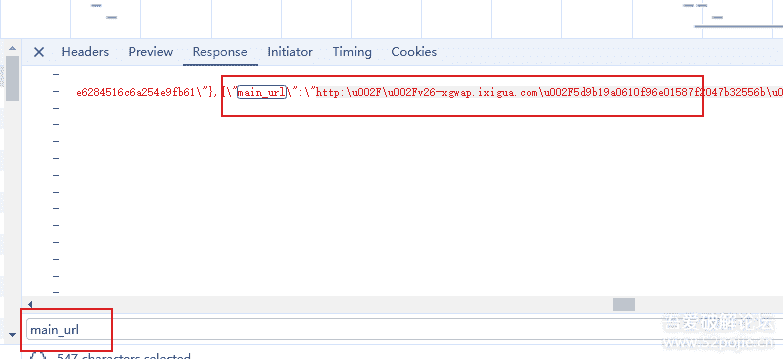 Headers Preview Response Initiator Timing Cookies
e6284516c6a254e9fb61\"},{\"main_url\":\"http:\u002F\u002Fv26-xgwap.ixigua.com\u002F5d9b19a0610f96e01587f2047b32556b\u0
main_url
{} 547 characters selected
吾爱破解论坛
www.52pojie.cn